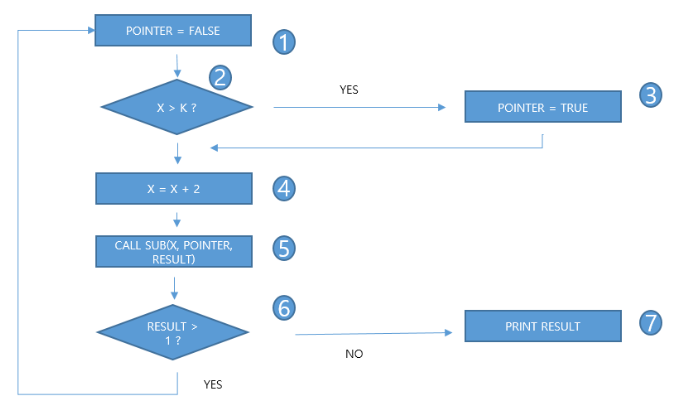 POINTER = FALSE
1
2
X > K ?
YES
POINTER = TRUE
3
X = X + 2
4
CALL SUB(X, POINTER,
RESULT)
5
6
RESULT >
1 ?
NO
PRINT RESULT
7
YES